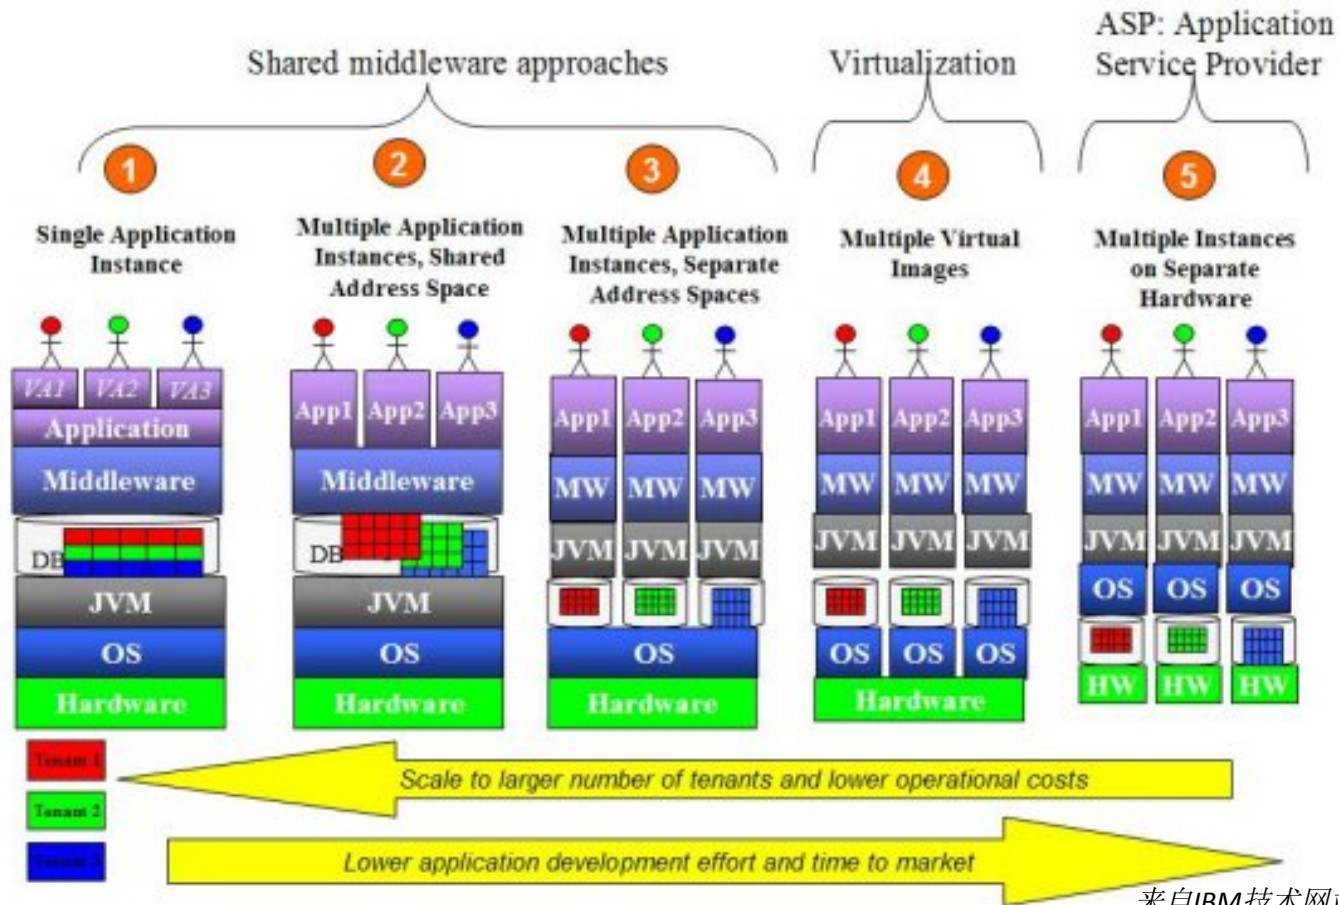 Shared middleware approaches
Virtualization
ASP: Application
Service Provider
1
2
3
4
5
Single Application
Instance
Multiple Application
Instances, Shared
Address Space
Multiple Application
Instances, Separate
Address Spaces
Multiple Virtual
Images
Multiple Instances
on Separate
Hardware
VA1 VA2 VA3
Application
Middleware
DB
JVM
OS
Hardware
App1 App2 App3
Middleware
DB
JVM
OS
Hardware
App1 App2 App3
MW MW MW
JVM JVM JVM
OS
Hardware
App1 App2 App3
MW MW MW
JVM JVM JVM
OS OS OS
Hardware
App1 App2 App3
MW MW MW
JVM JVM JVM
OS OS OS
HW HW HW
Tenant 1
Tenant 2
Tenant 3
Scale to larger number of tenants and lower operational costs
Lower application development effort and time to market
来自IBM技术网